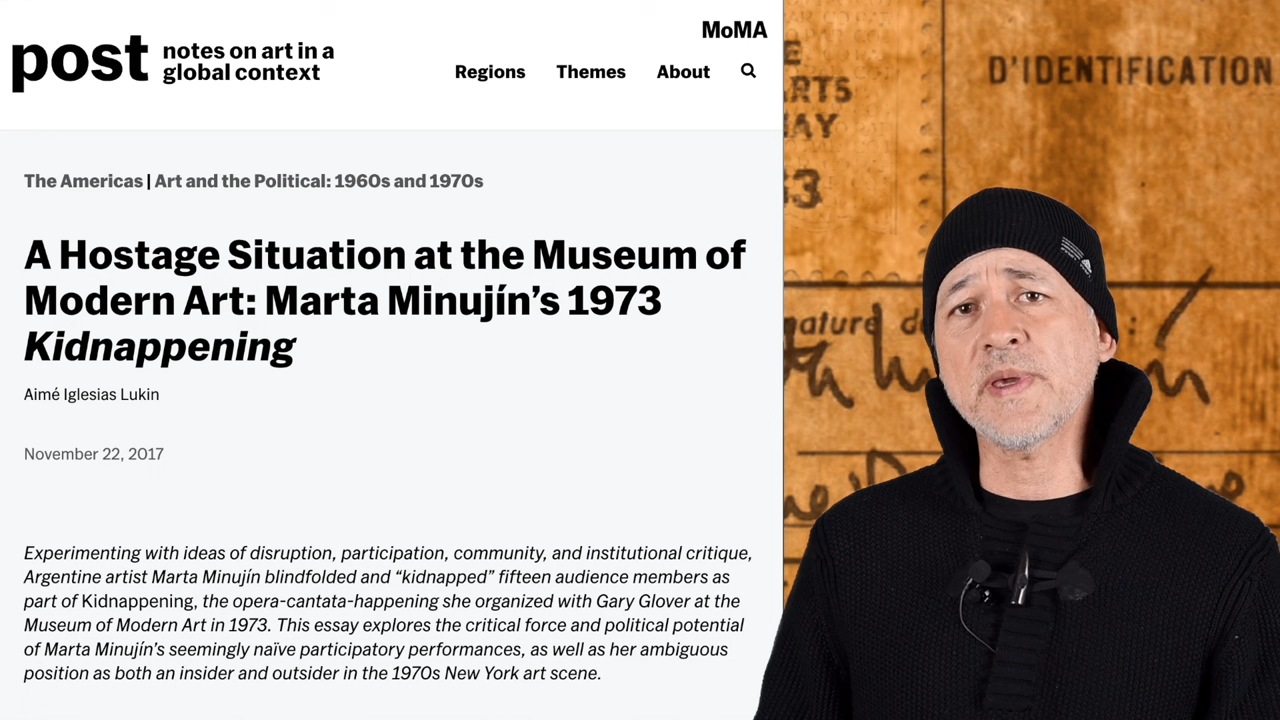 MoMA
post
notes on art in a
global context
Regions Themes About
The Americas | Art and the Political: 1960s and 1970s
A Hostage Situation at the Museum of
Modern Art: Marta Minujín’s 1973
Kidnappening
Aimé Iglesias Lukin
November 22, 2017
Experimenting with ideas of disruption, participation, community, and institutional critique,
Argentine artist Marta Minujín blindfolded and “kidnapped” fifteen audience members as
part of Kidnappening, the opera-cantata-happening she organized with Gary Glover at the
Museum of Modern Art in 1973. This essay explores the critical force and political potential
of Marta Minujín’s seemingly naïve participatory performances, as well as her ambiguous
position as both an insider and outsider in the 1970s New York art scene.
D'IDENTIFICATION